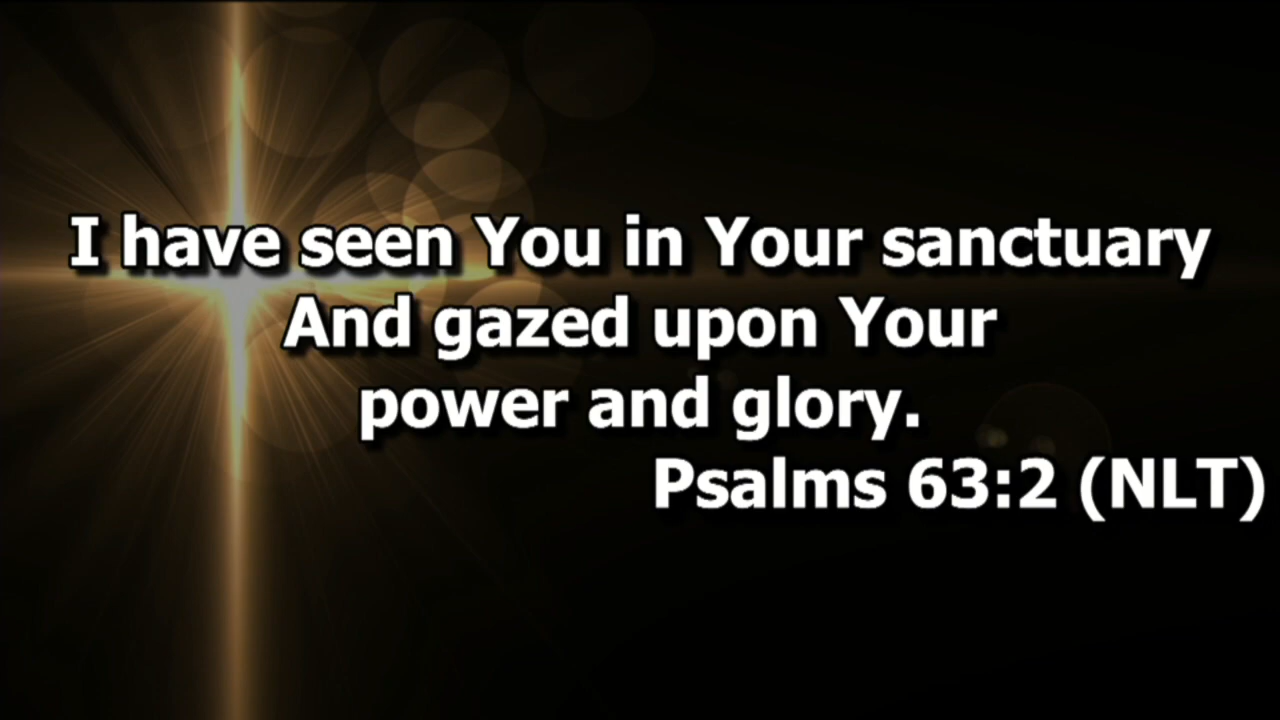 I have seen You in Your sanctuary
And gazed upon Your
power and glory.
Psalms 63:2 (NLT)